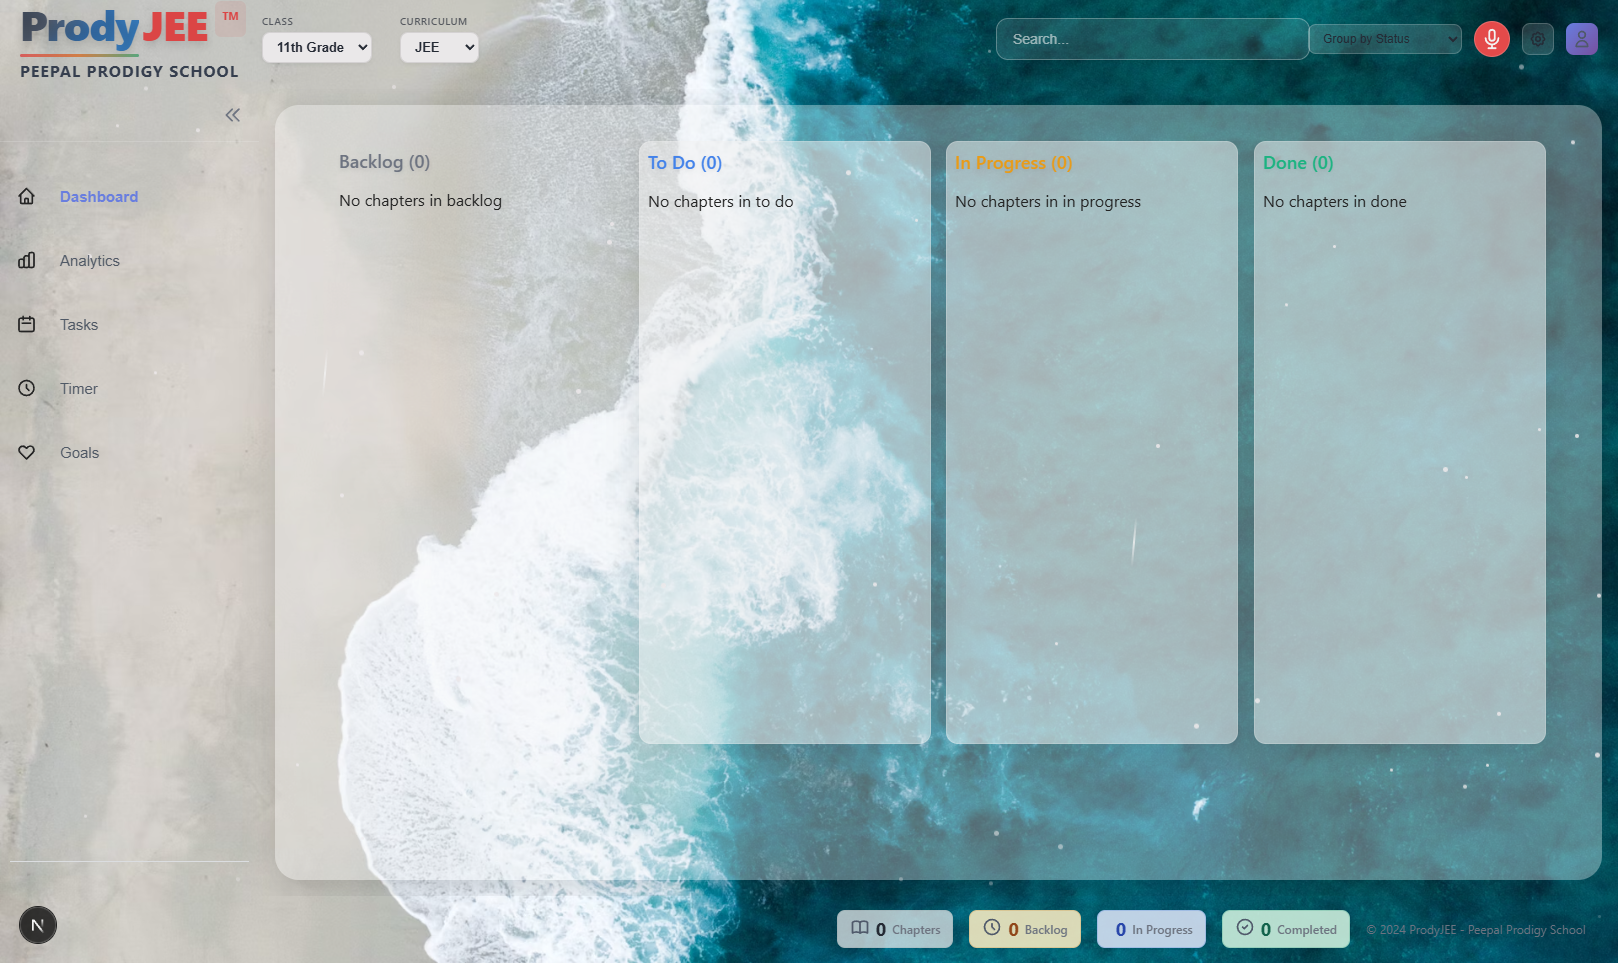 ProdyJEE TM
PEEPAL PRODIGY SCHOOL
CLASS
11th Grade
CURRICULUM
JEE
Search...
Group by Status
Dashboard
Analytics
Tasks
Timer
Goals
Backlog (0)
No chapters in backlog
To Do (0)
No chapters in to do
In Progress (0)
No chapters in in progress
Done (0)
No chapters in done
N
0 Chapters
0 Backlog
0 In Progress
0 Completed
© 2024 ProdyJEE - Peepal Prodigy School